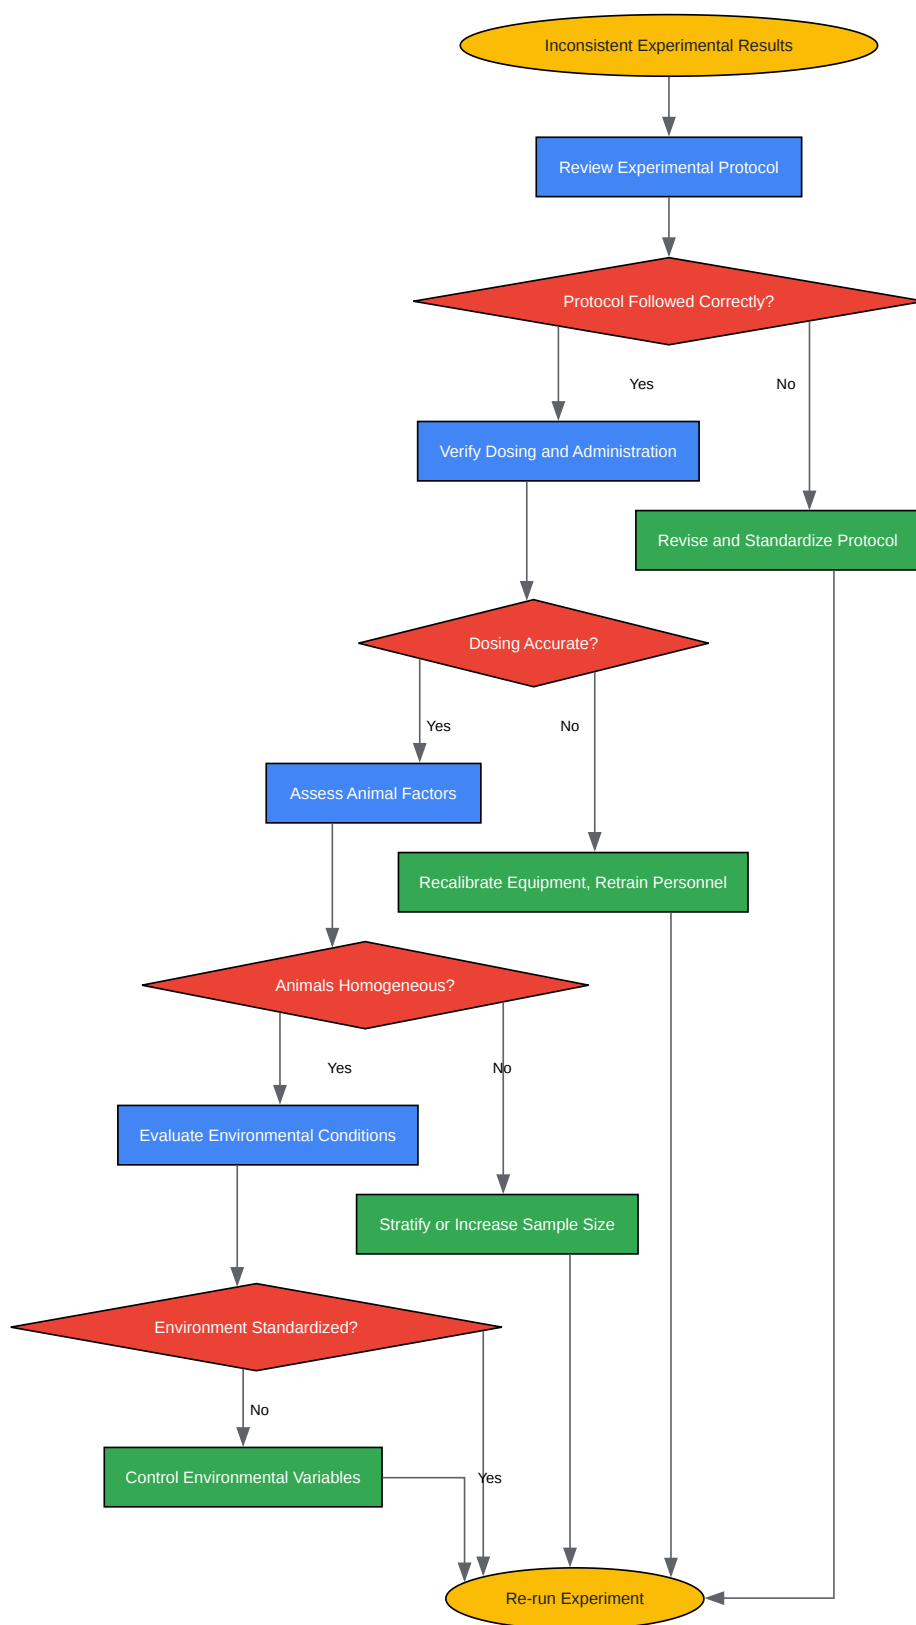 Inconsistent Experimental Results
Review Experimental Protocol
Protocol Followed Correctly?
Yes
No
Verify Dosing and Administration
Revise and Standardize Protocol
Dosing Accurate?
Yes
No
Assess Animal Factors
Recalibrate Equipment, Retrain Personnel
Animals Homogeneous?
Yes
No
Evaluate Environmental Conditions
Stratify or Increase Sample Size
Environment Standardized?
No
Control Environmental Variables
Yes
Re-run Experiment